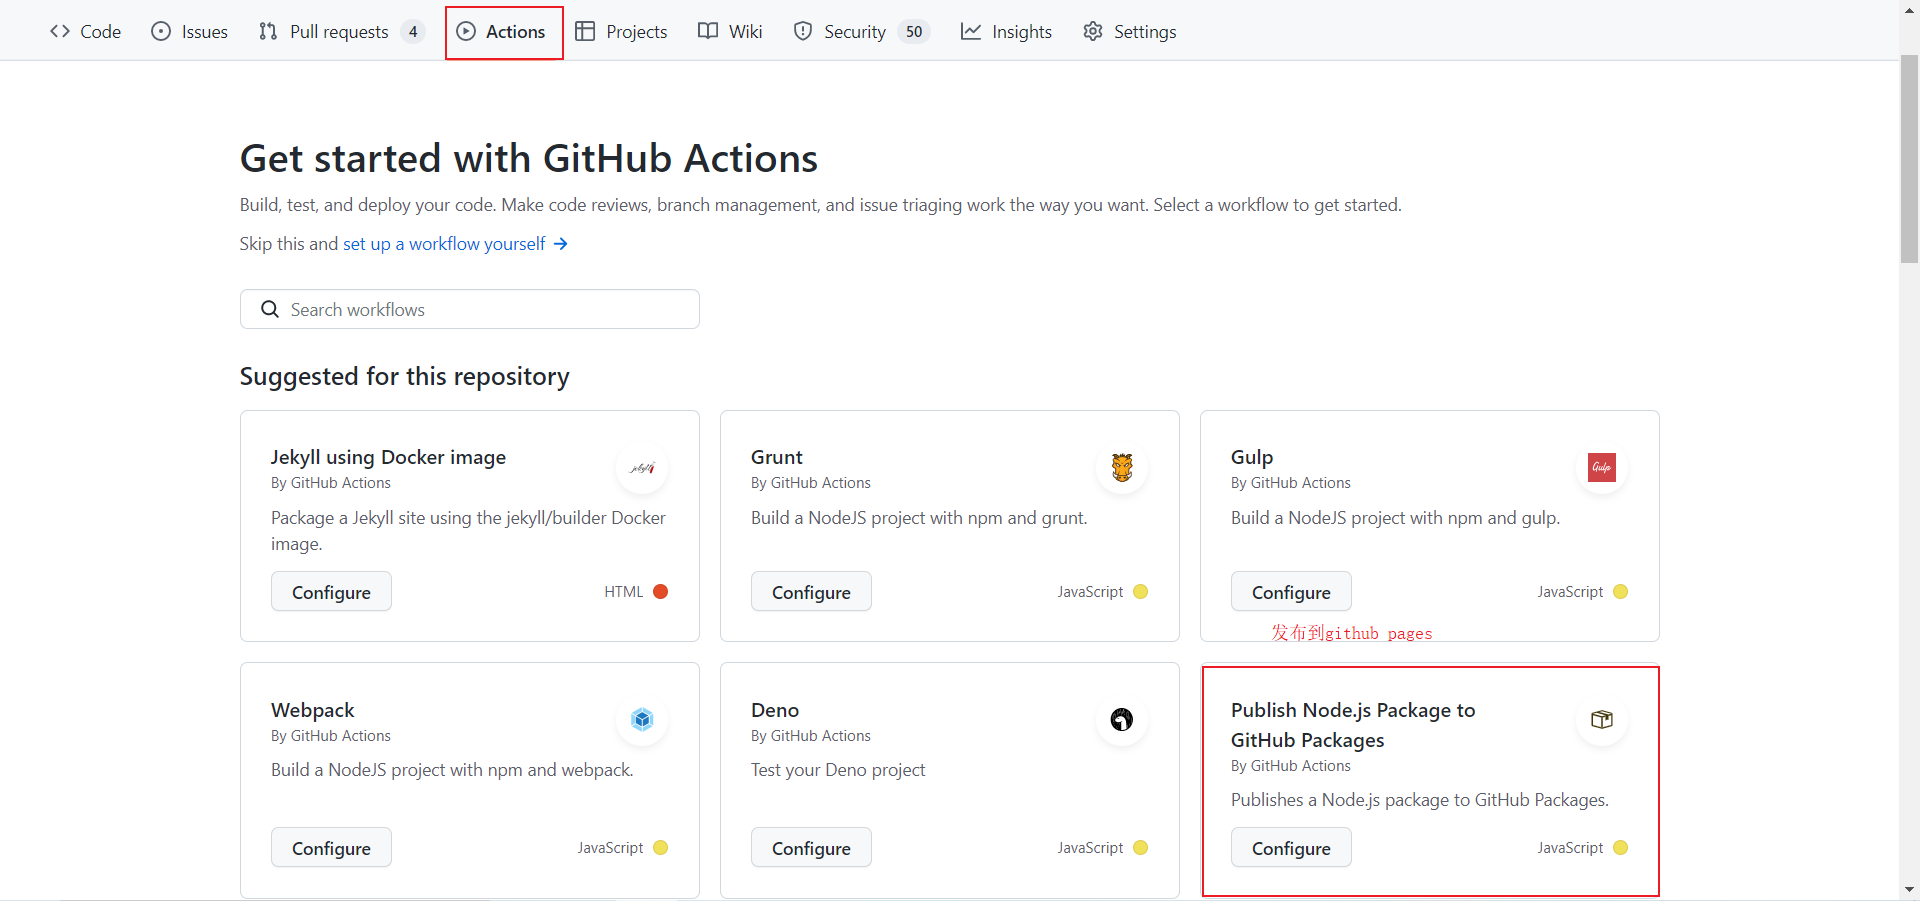 Code Issues Pull requests 4 Actions Projects Wiki Security 50 Insights Settings
Get started with GitHub Actions
Build, test, and deploy your code. Make code reviews, branch management, and issue triaging work the way you want. Select a workflow to get started.
Skip this and set up a workflow yourself →
Search workflows
Suggested for this repository
Jekyll using Docker image
By GitHub Actions
jekyll
Package a Jekyll site using the jekyll/builder Docker
image.
Configure
HTML
Grunt
By GitHub Actions
Build a NodeJS project with npm and grunt.
Configure
JavaScript
Gulp
By GitHub Actions
Gulp
Build a NodeJS project with npm and gulp.
Configure
JavaScript
发布到github pages
Webpack
By GitHub Actions
Build a NodeJS project with npm and webpack.
Configure
JavaScript
Deno
By GitHub Actions
Test your Deno project
Configure
JavaScript
Publish Node.js Package to
GitHub Packages
By GitHub Actions
Publishes a Node.js package to GitHub Packages.
Configure
JavaScript